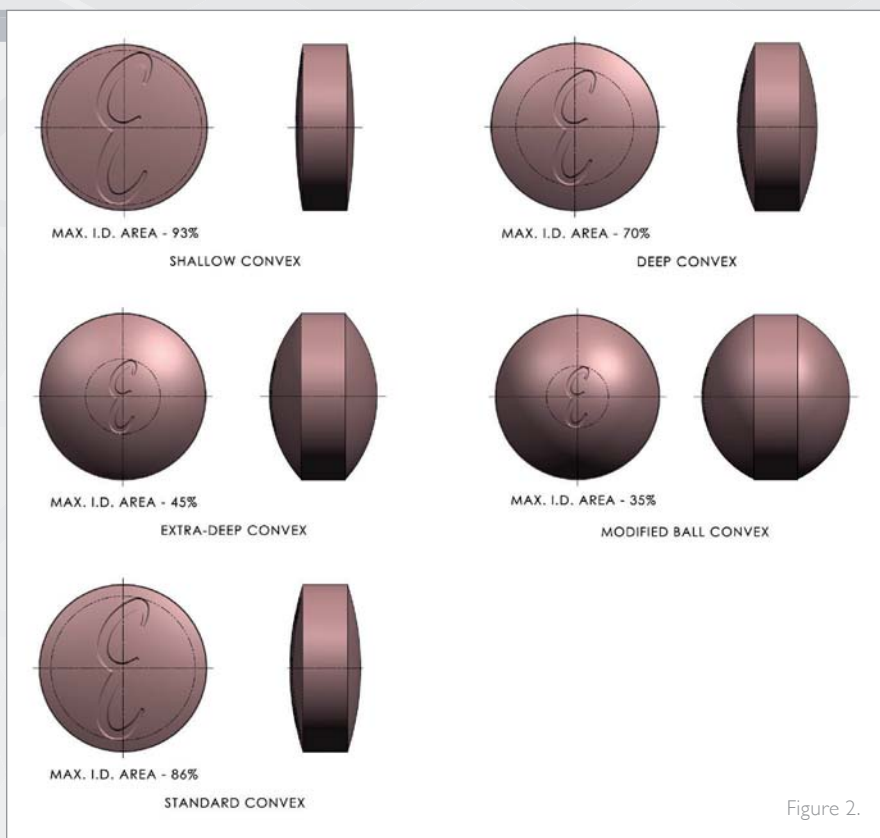 MAX. I.D. AREA - 93%
SHALLOW CONVEX
MAX. I.D. AREA - 70%
DEEP CONVEX
MAX. I.D. AREA - 45%
EXTRA-DEEP CONVEX
MAX. I.D. AREA - 35%
MODIFIED BALL CONVEX
MAX. I.D. AREA - 86%
STANDARD CONVEX
Figure 2.